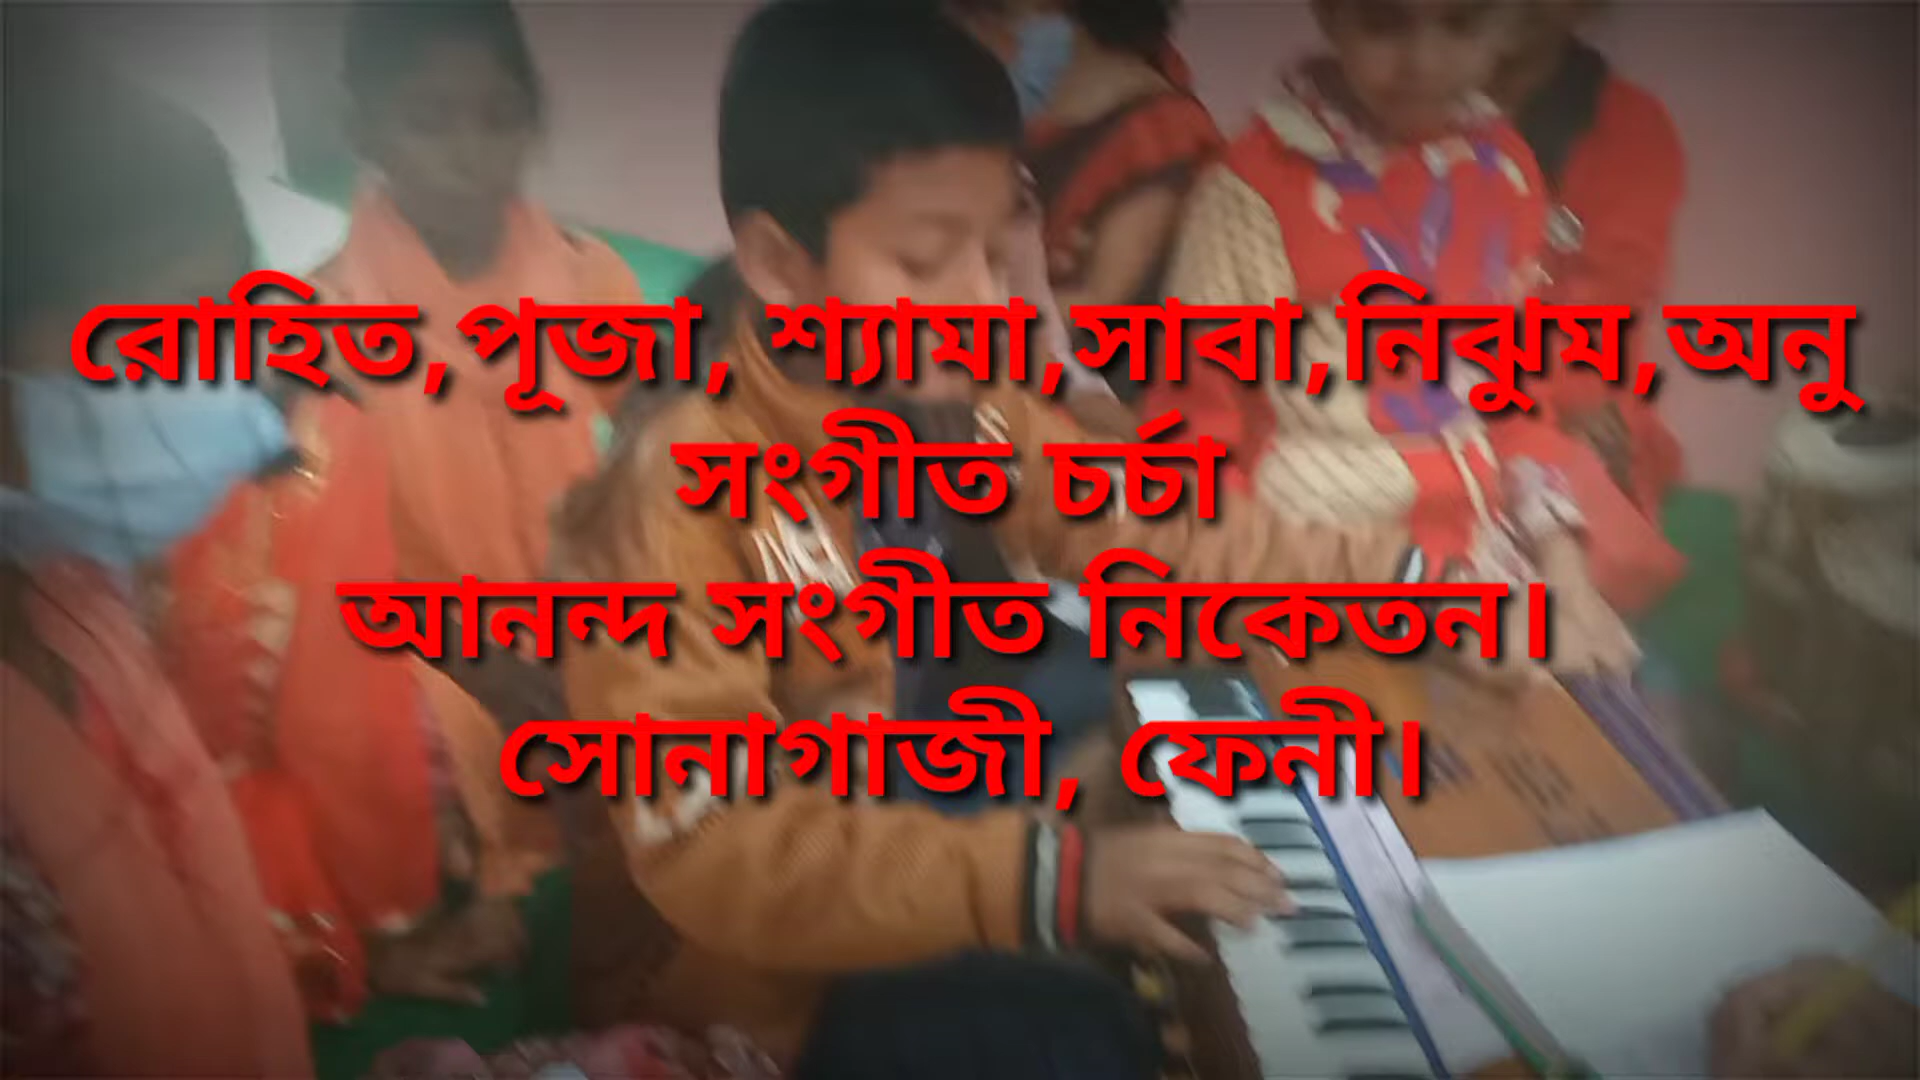 রোহিত,পূজা, শ্যামা,সাবা,নিঝুম,অনু
সংগীত চর্চা
আনন্দ সংগীত নিকেতন।
সোনাগাজী, ফেনী।